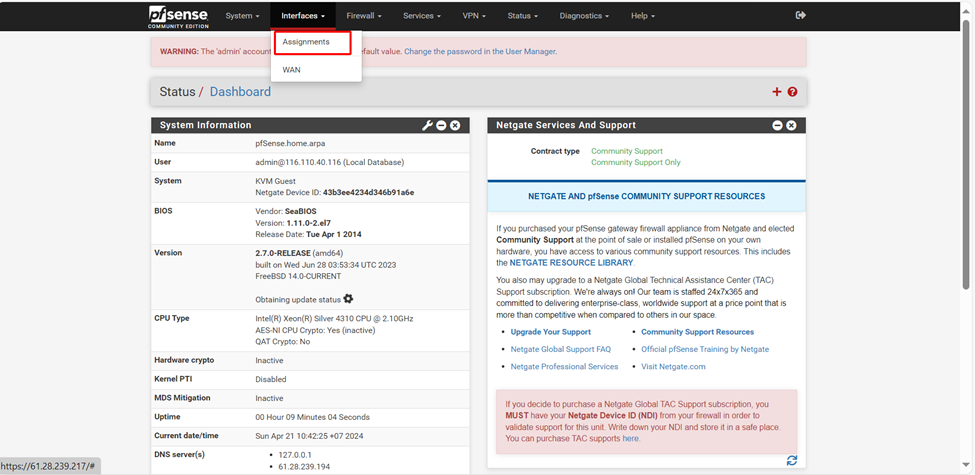 pfsense
COMMUNITY EDITION
System Interfaces Firewall Services VPN Status Diagnostics Help
Assignments
WAN
WARNING: The 'admin' account efault value. Change the password in the User Manager.
Status / Dashboard
System Information
Name pfSense.home.arpa
User admin@116.110.40.116 (Local Database)
System KVM Guest
Netgate Device ID: 43b3ee4234d346b91a6e
BIOS Vendor: SeaBIOS
Version: 1.11.0-2.el7
Release Date: Tue Apr 1 2014
Version 2.7.0-RELEASE (amd64)
built on Wed Jun 28 03:53:34 UTC 2023
FreeBSD 14.0-CURRENT
Obtaining update status
CPU Type Intel(R) Xeon(R) Silver 4310 CPU @ 2.10GHz
AES-NI CPU Crypto: Yes (inactive)
QAT Crypto: No
Hardware crypto Inactive
Kernel PTI Disabled
MDS Mitigation Inactive
Uptime 00 Hour 09 Minutes 04 Seconds
Current date/time Sun Apr 21 10:42:25 +07 2024
DNS server(s) 127.0.0.1
61.28.239.194
Netgate Services And Support
Contract type Community Support
Community Support Only
NETGATE AND pfSense COMMUNITY SUPPORT RESOURCES
If you purchased your pfSense gateway firewall appliance from Netgate and elected
Community Support at the point of sale or installed pfSense on your own
hardware, you have access to various community support resources. This includes
the NETGATE RESOURCE LIBRARY.
You also may upgrade to a Netgate Global Technical Assistance Center (TAC)
Support subscription. We're always on! Our team is staffed 24x7x365 and
committed to delivering enterprise-class, worldwide support at a price point that is
more than competitive when compared to others in our space.
Upgrade Your Support
Community Support Resources
Netgate Global Support FAQ
Official pfSense Training by Netgate
Netgate Professional Services
Visit Netgate.com
If you decide to purchase a Netgate Global TAC Support subscription, you
MUST have your Netgate Device ID (NDI) from your firewall in order to
validate support for this unit. Write down your NDI and store it in a safe place.
You can purchase TAC supports here.
https://61.28.239.217/#